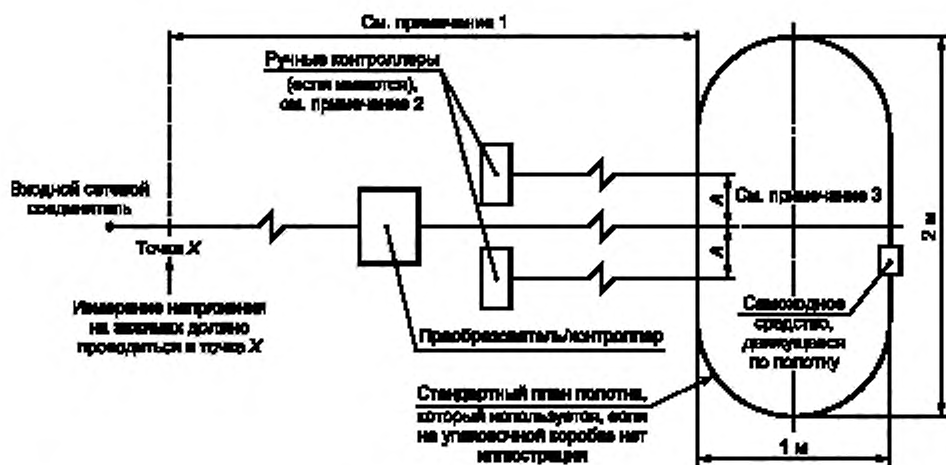 См. примечание 1
Ручные контроллеры
(если имеются),
см. примечание 2
Входной сетевой
соединитель
См. примечание 3
A
A
2 м
Точка X
Измерение напряжения
на зажимах должно
проводиться в точке X
Преобразователь/контроллер
Самоходное
средство,
движущееся
по полотну
Стандартный план полотна,
который используется, если
на упаковочной коробке нет
иллюстрации
1 м